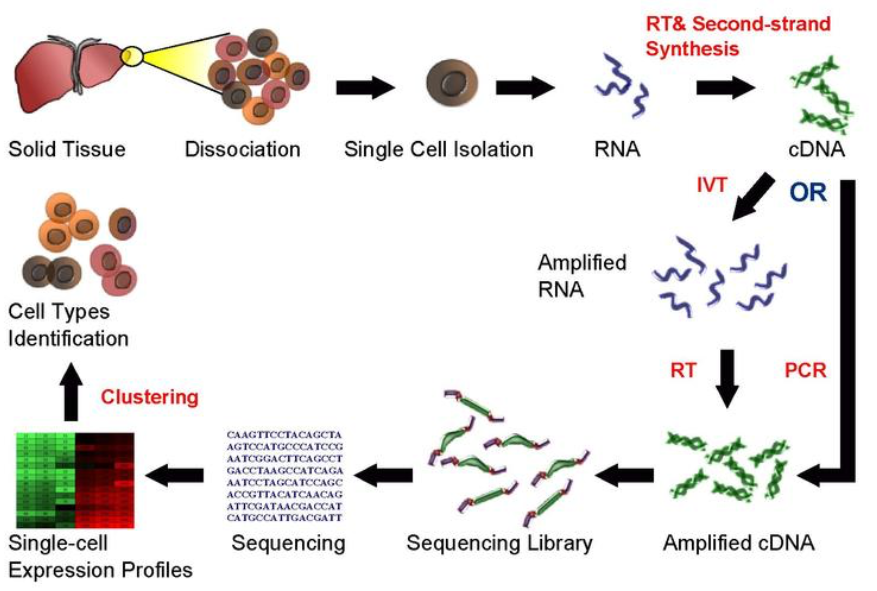 RT& Second-strand
Synthesis
Solid Tissue
Dissociation
Single Cell Isolation
RNA
cDNA
IVT
OR
Amplified
RNA
RT
PCR
Amplified cDNA
Sequencing Library
CAAGTTCCTACAGCTA
AGTCCATGCCCATCCG
AATCGGACTTCAGCCT
GACCTAAGCCATCAGA
AATCCTAGCATCCAGC
ACCGTTACATCAACAG
ATTCGATAACGACCAT
CATGCCATTGACGATT
Sequencing
Single-cell
Expression Profiles
Clustering
Cell Types
Identification